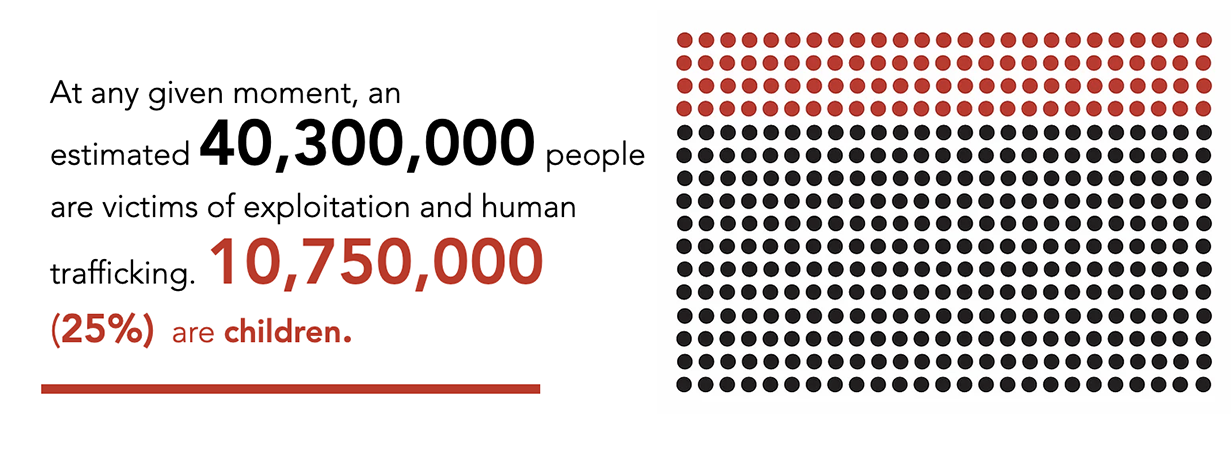 At any given moment, an
estimated 40,300,000 people
are victims of exploitation and human
trafficking. 10,750,000
(25%) are children.